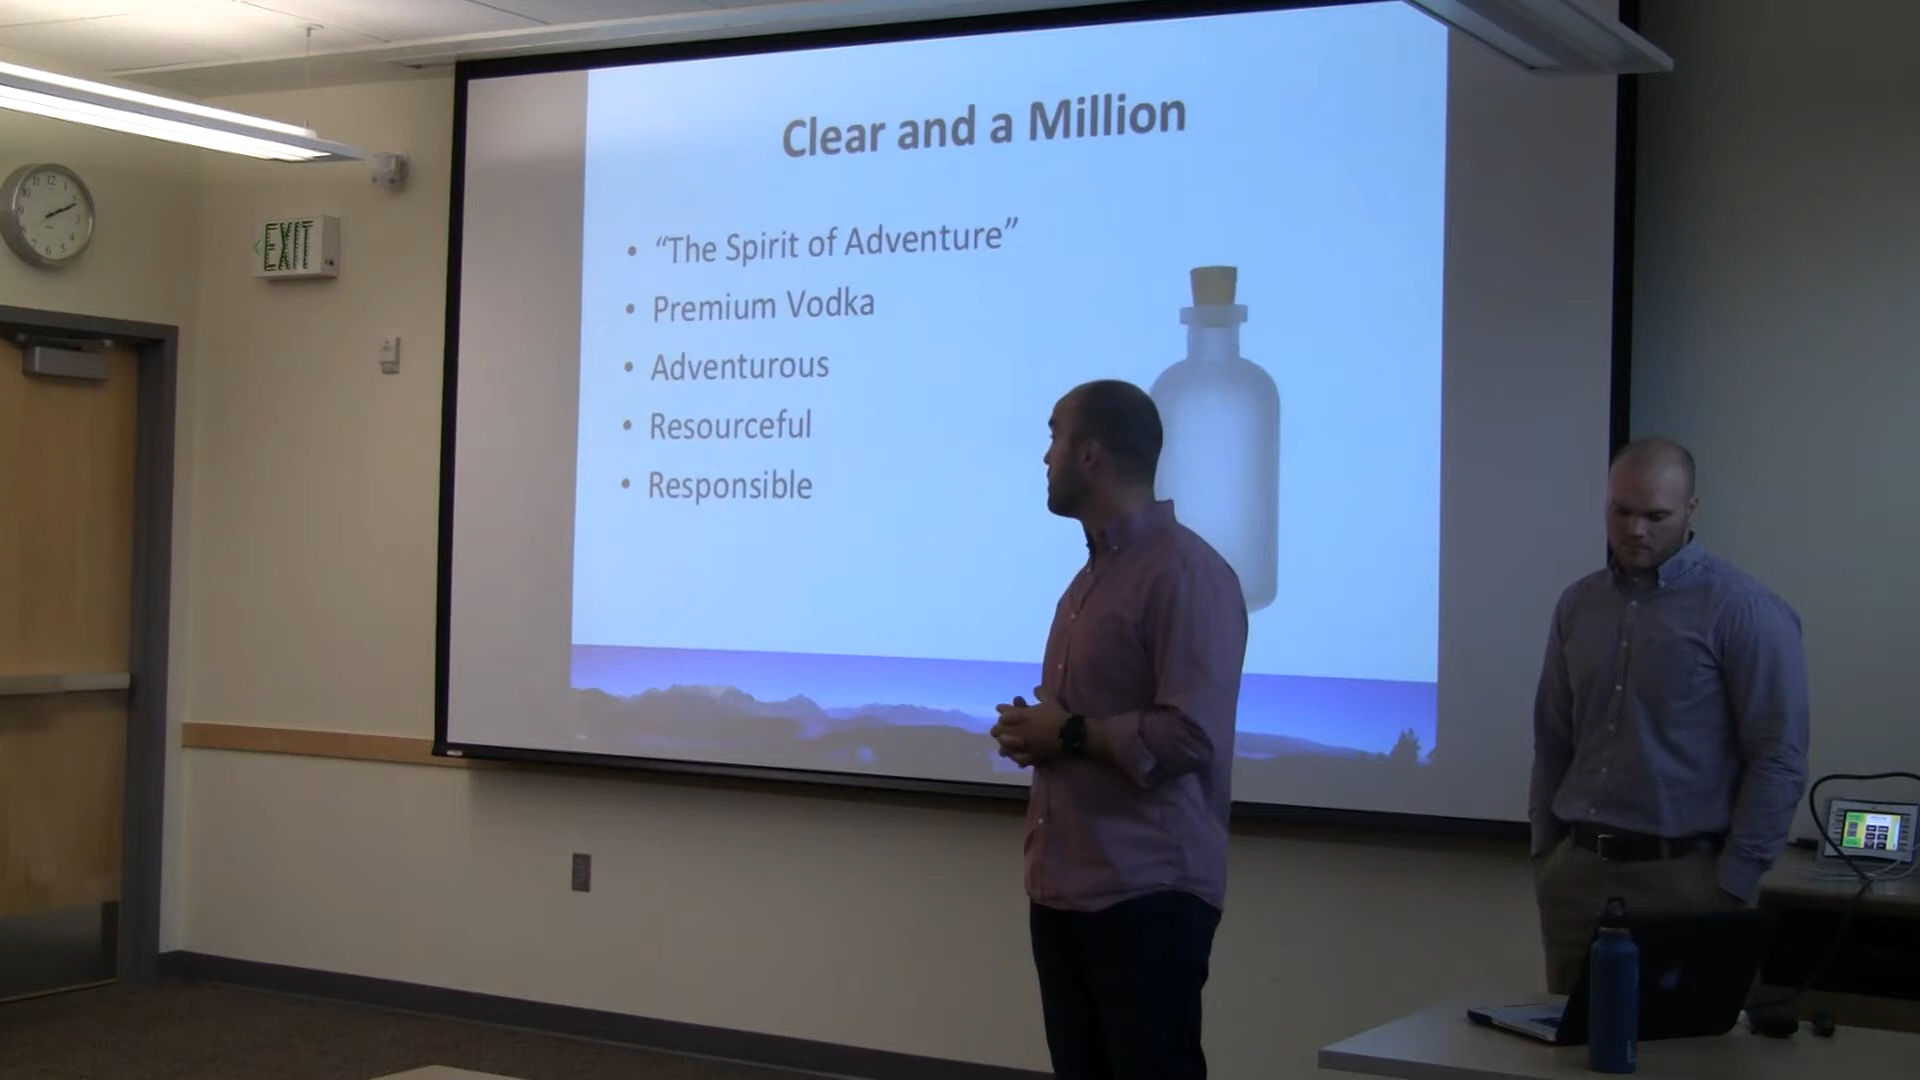 Clear and a Million
• “The Spirit of Adventure”
• Premium Vodka
• Adventurous
• Resourceful
• Responsible
EXIT